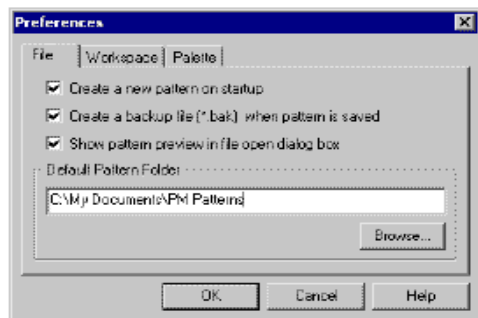 Preferences
File Workspace Palette
Create a new pattern on startup
Create a backup file (*.bak) when pattern is saved
Show pattern preview in file open dialog box
Default Pattern Folder
C:\My Documents\PM Patterns
Browse...
OK Cancel Help